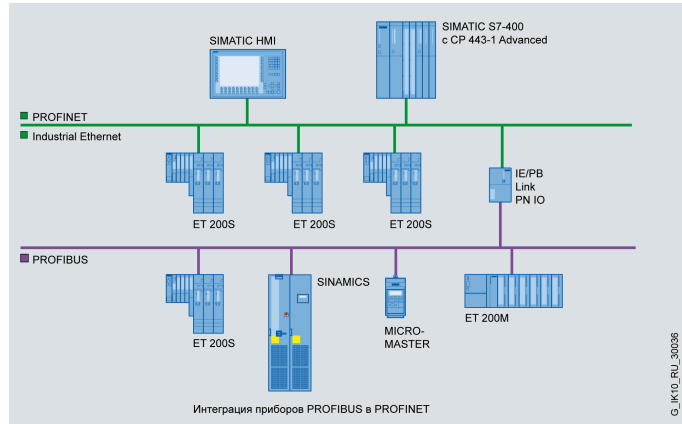 SIMATIC HMI
SIMATIC S7-400
с CP 443-1 Advanced
PROFINET
Industrial Ethernet
ET 200S
ET 200S
ET 200S
IE/PB
Link
PN IO
PROFIBUS
ET 200S
SINAMICS
MICRO-
MASTER
ET 200M
Интеграция приборов PROFIBUS в PROFINET
G_IK10_RU_30036